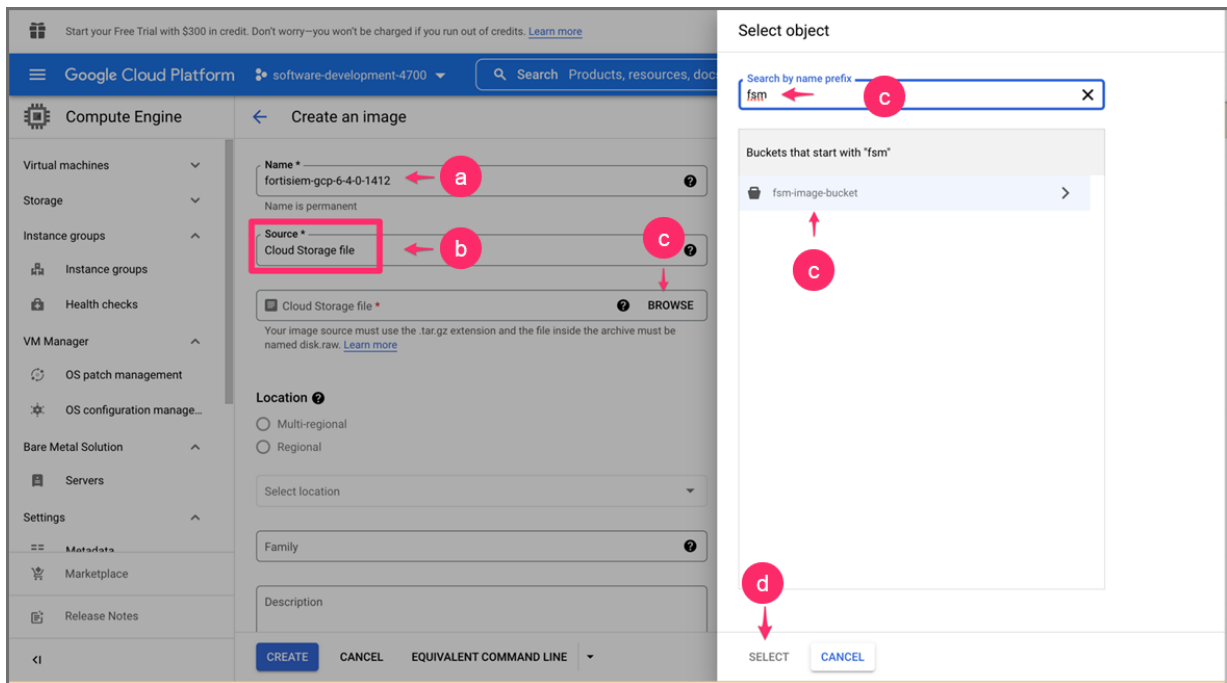 Start your Free Trial with $300 in credit. Don't worry—you won't be charged if you run out of credits. Learn more
Google Cloud Platform
software-development-4700
Search Products, resources, doc
Compute Engine
Create an image
Virtual machines
Storage
Instance groups
Instance groups
Health checks
VM Manager
OS patch management
OS configuration manage...
Bare Metal Solution
Servers
Settings
Metadata
Marketplace
Release Notes
Name *
fortisiem-gcp-6-4-0-1412
a
Name is permanent
Source *
Cloud Storage file
b
c
Cloud Storage file *
BROWSE
Your image source must use the .tar.gz extension and the file inside the archive must be
named disk.raw. Learn more
Location
Multi-regional
Regional
Select location
Family
Description
CREATE
CANCEL
EQUIVALENT COMMAND LINE
Select object
Search by name prefix
fsm
c
Buckets that start with "fsm"
fsm-image-bucket
c
d
SELECT
CANCEL